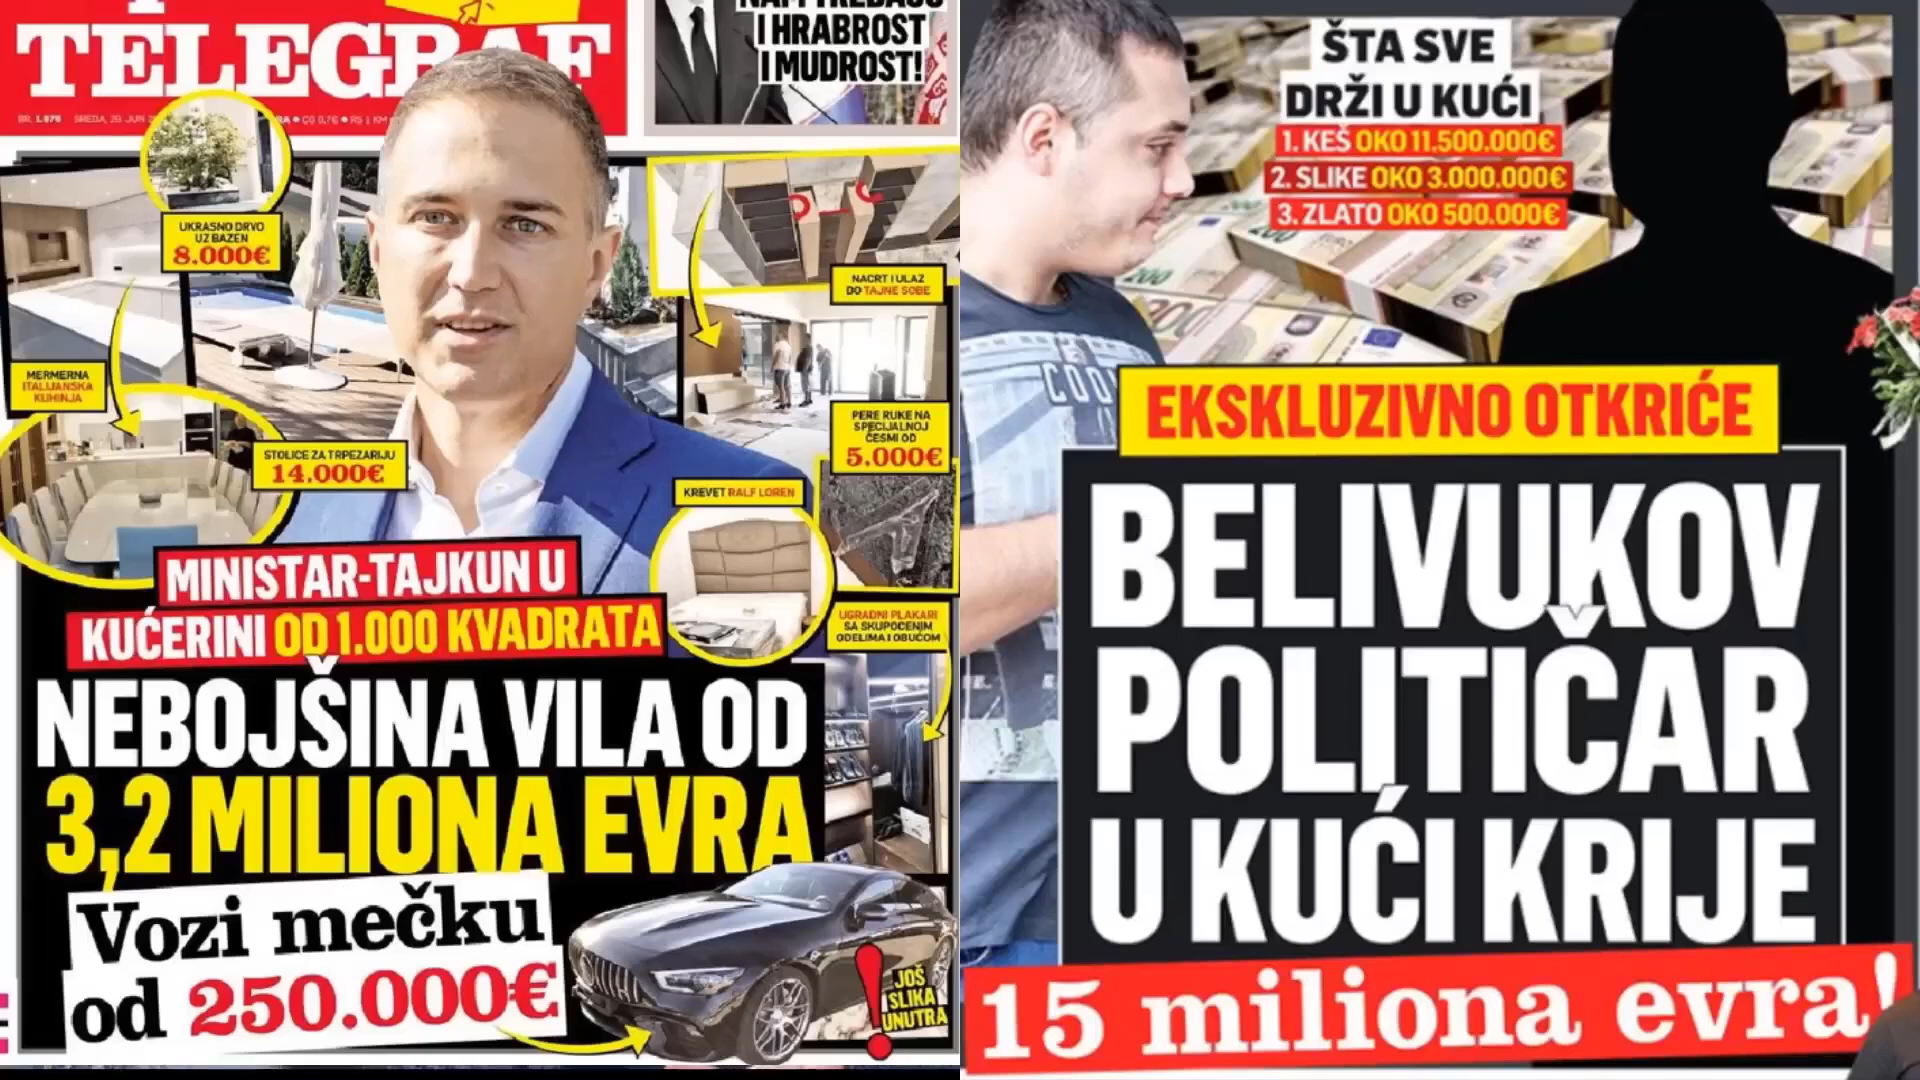 TELEGRAF
SREDA, 29. JUN
I HRABROST
I MUDROST!
UKRASNO DRVO
UZ BAZEN
8.000€
MERMERNA
ITALIJANSKA
KUHINJA
STOLICE ZA TRPEZARIJU
14.000€
NACRT I ULAZ
DO TAJNE SOBE
PERE RUKE NA
SPECIJALNOJ
ČESMI OD
5.000€
KREVET RALF LOREN
UGRADNI PLAKARI
SA SKUPOCENIM
ODELIMA I OBUĆOM
MINISTAR-TAJKUN U
KUĆERINI OD 1.000 KVADRATA
NEBOJŠINA VILA OD
3,2 MILIONA EVRA
Vozi mečku
od 250.000€
JOŠ
SLIKA
UNUTRA
ŠTA SVE
DRŽI U KUĆI
1. KEŠ OKO 11.500.000€
2. SLIKE OKO 3.000.000€
3. ZLATO OKO 500.000€
EKSKLUZIVNO OTKRIĆE
BELIVUKOV
POLITIČAR
U KUĆI KRIJE
15 miliona evra!